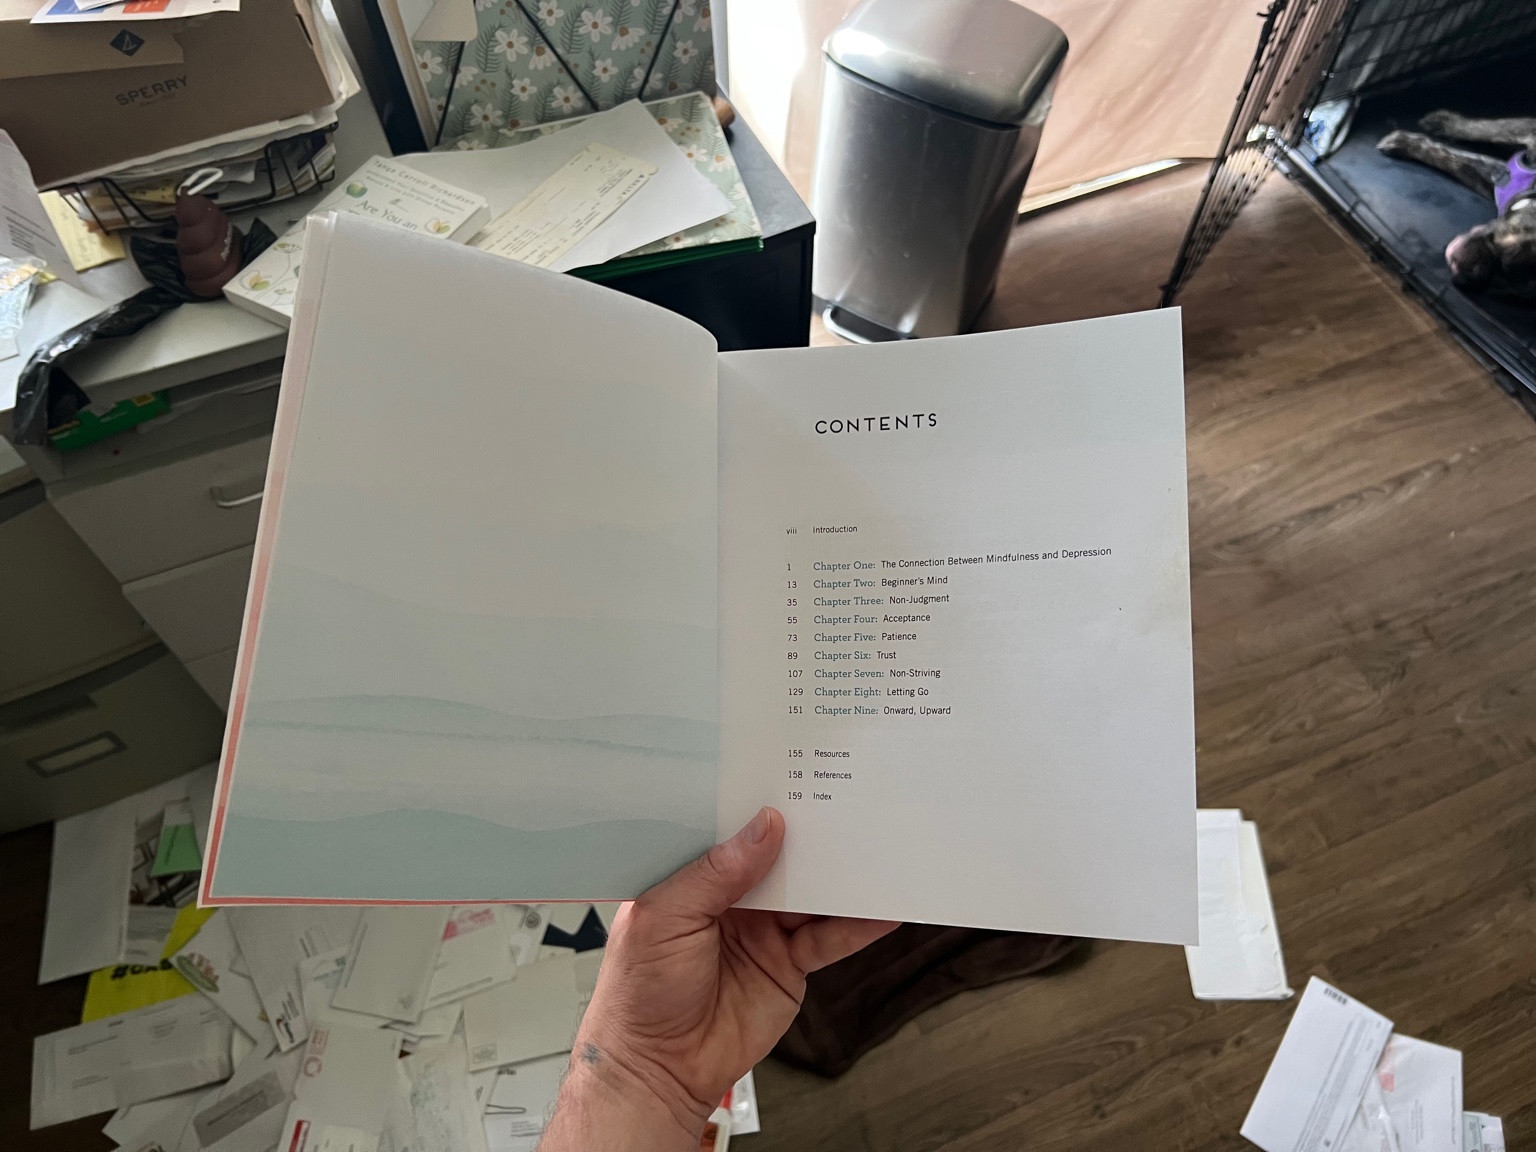 SPERRY
Tanya Carroll Richardson
Are You an
DELTA
CONTENTS
viii Introduction
1 Chapter One: The Connection Between Mindfulness and Depression
13 Chapter Two: Beginner's Mind
35 Chapter Three: Non-Judgment
55 Chapter Four: Acceptance
73 Chapter Five: Patience
89 Chapter Six: Trust
107 Chapter Seven: Non-Striving
129 Chapter Eight: Letting Go
151 Chapter Nine: Onward, Upward
155 Resources
158 References
159 Index